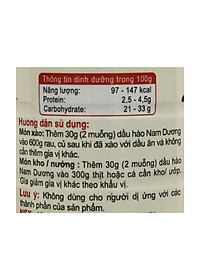 Thông tin dinh dưỡng trong 100g
Năng lượng: 97 - 147 kcal
Protein: 2,5 - 4,5g
Carbohydrate: 21 - 33 g
Hướng dẫn sử dụng:
Món xào: Thêm 30g (2 muỗng) dầu hào Nam Dương
vào 600g rau, củ sau khi đã xào với dầu ăn và không
cần thêm gia vị khác.
Món kho / nướng : Thêm 30g (2 muỗng) dầu hào
Nam Dương vào 300g thịt hoặc cá cần kho/ ướp.
Gia giảm gia vị khác theo khẩu vị.
Lưu ý: Không dùng cho người dị ứng với các
thành phần của sản phẩm.